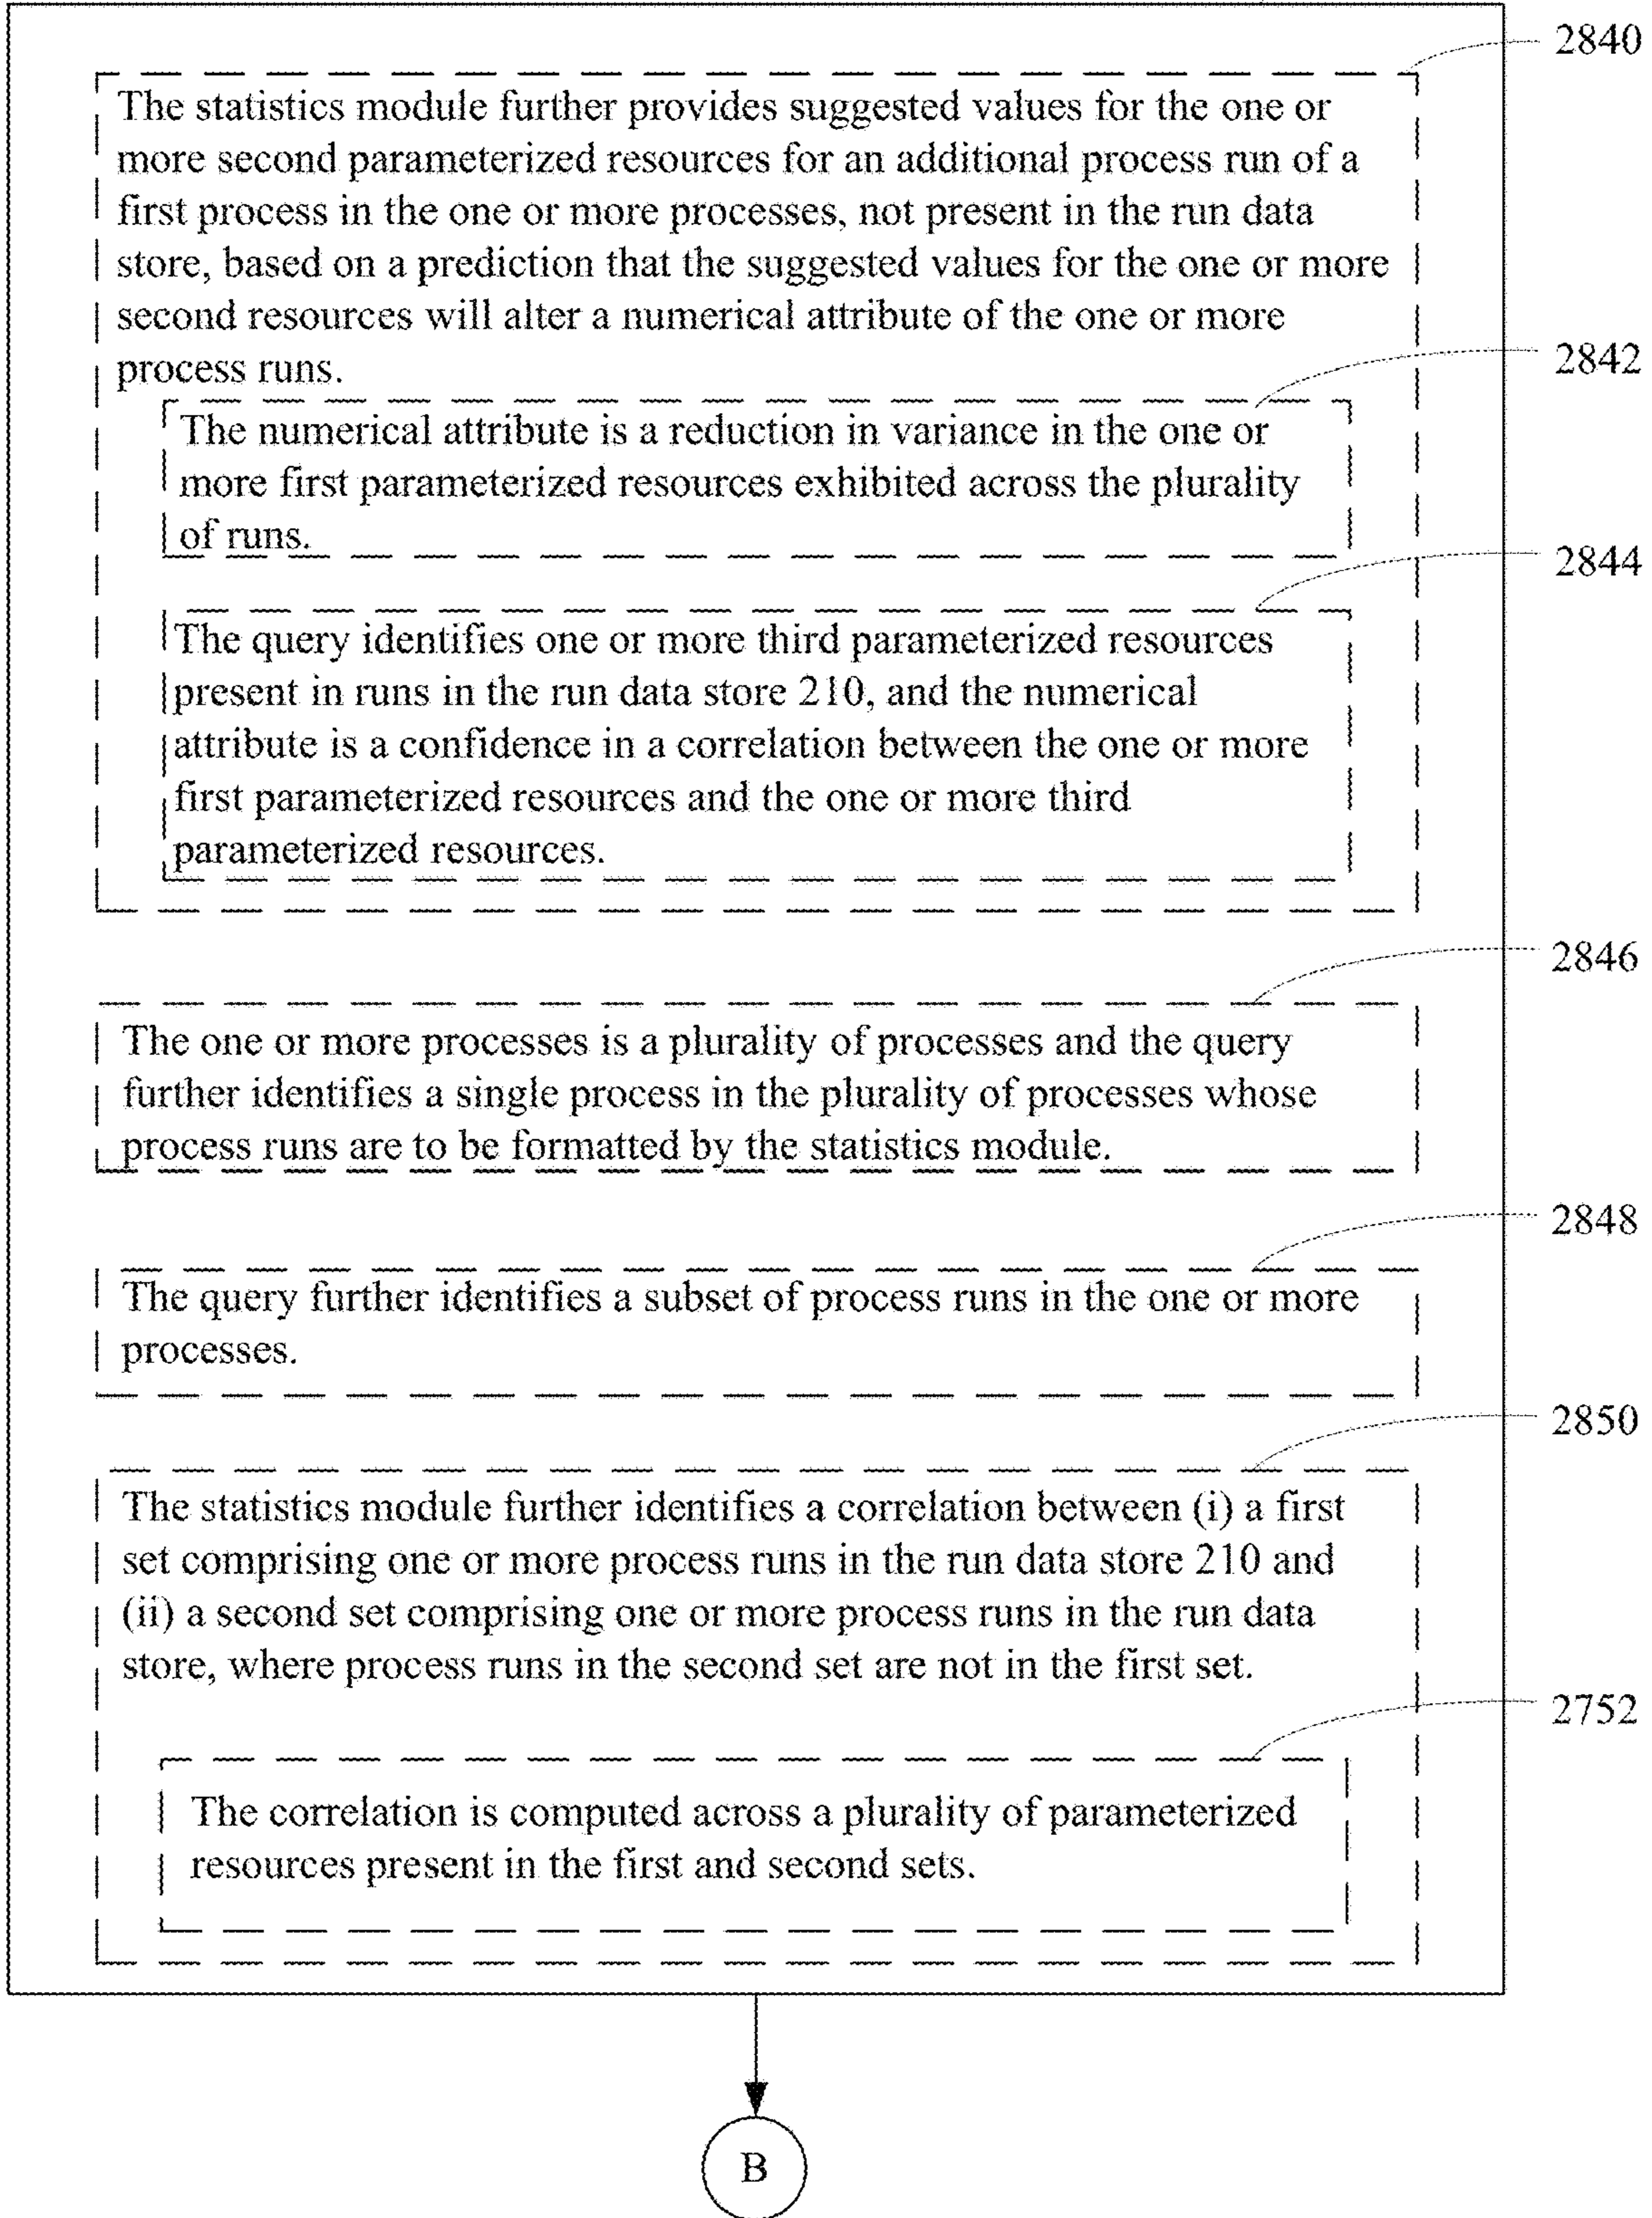 2840
The statistics module further provides suggested values for the one or
more second parameterized resources for an additional process run of a
first process in the one or more processes, not present in the run data
store, based on a prediction that the suggested values for the one or more
second resources will alter a numerical attribute of the one or more
process runs.
2842
The numerical attribute is a reduction in variance in the one or
more first parameterized resources exhibited across the plurality
of runs.
2844
The query identifies one or more third parameterized resources
present in runs in the run data store 210, and the numerical
attribute is a confidence in a correlation between the one or more
first parameterized resources and the one or more third
parameterized resources.
2846
The one or more processes is a plurality of processes and the query
further identifies a single process in the plurality of processes whose
process runs are to be formatted by the statistics module.
2848
The query further identifies a subset of process runs in the one or more
processes.
2850
The statistics module further identifies a correlation between (i) a first
set comprising one or more process runs in the run data store 210 and
(ii) a second set comprising one or more process runs in the run data
store, where process runs in the second set are not in the first set.
2752
The correlation is computed across a plurality of parameterized
resources present in the first and second sets.
B